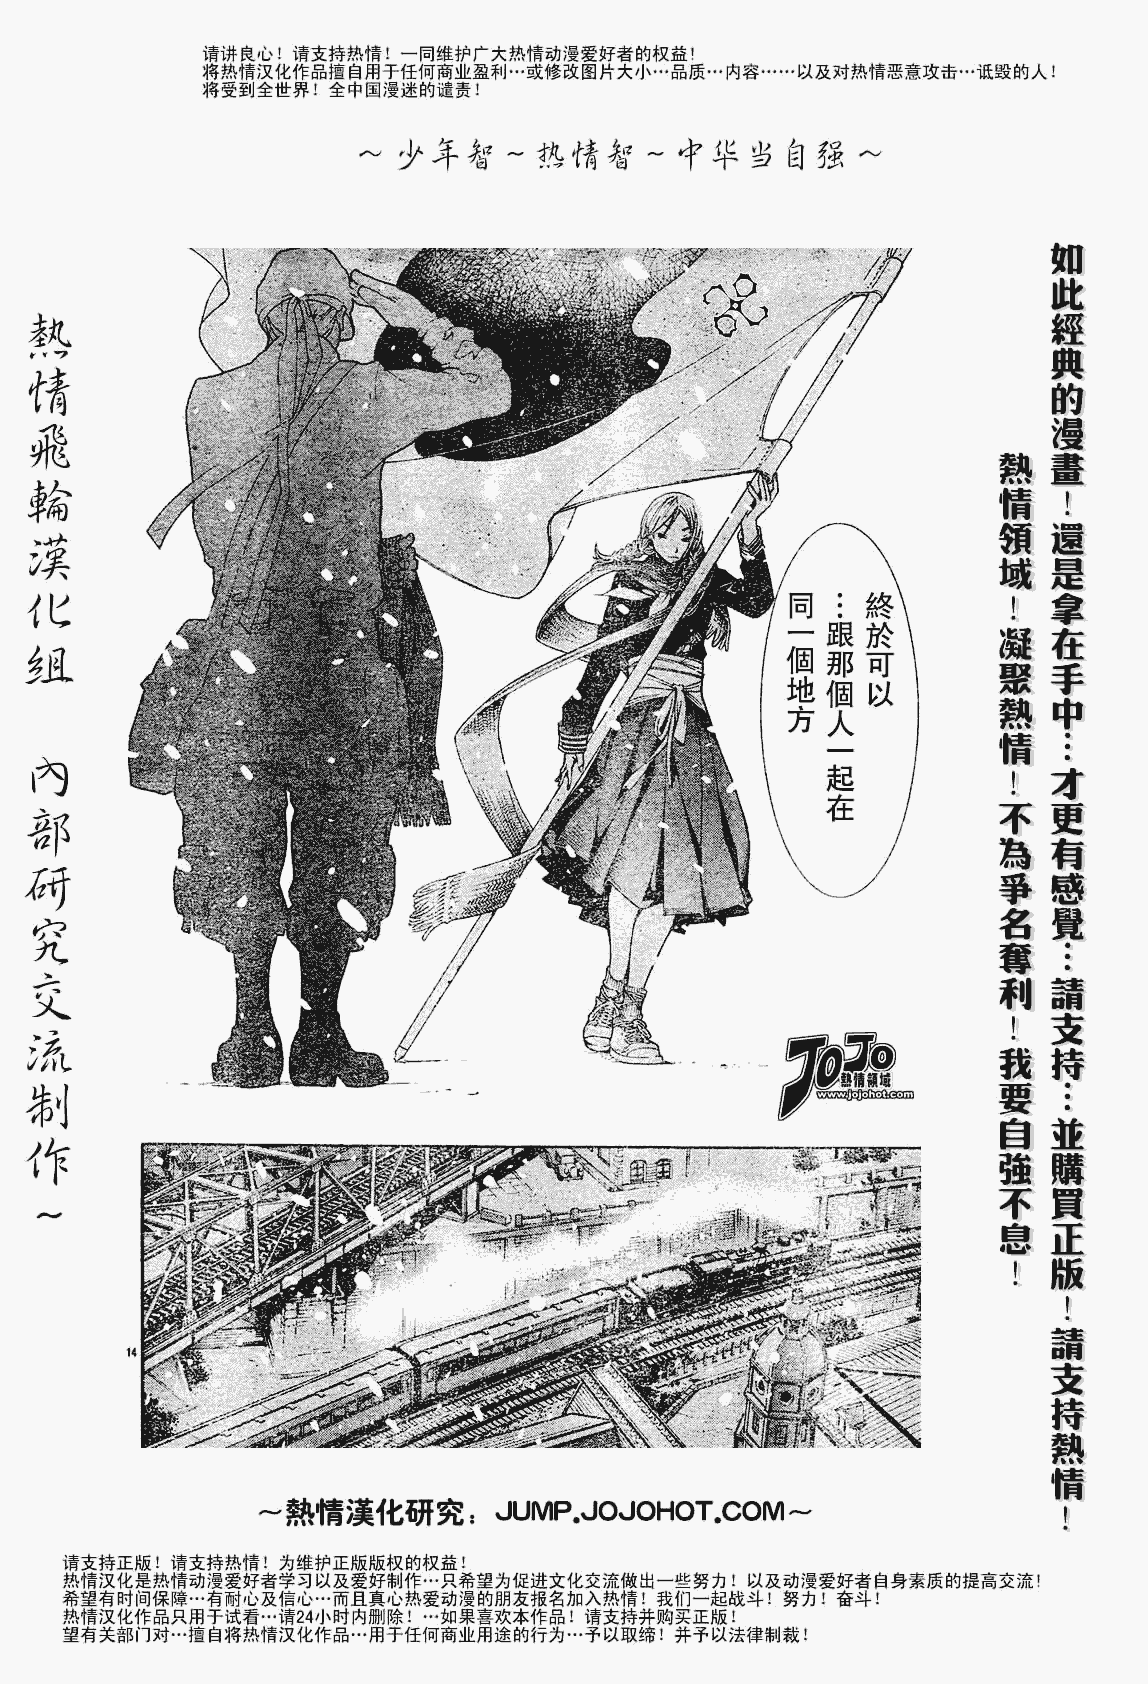 请讲良心！请支持热情！一同维护广大热情动漫爱好者的权益！
将热情汉化作品擅自用于任何商业盈利…或修改图片大小…品质…内容……以及对热情恶意攻击…诋毁的人！
将受到全世界！全中国漫迷的谴责！
～少年智～热情智～中华当自强～
如此經典的漫畫！還是拿在手中…才更有感覺…請支持…並購買正版！請支持熱情！
熱情領域！凝聚熱情！不為爭名奪利！我要自強不息！
終於可以
…跟那個人一起在
同一個地方
熱情飛輪漢化組 內部研究交流制作～
JOJO
熱情領域
www.jojohot.com
14
～熱情漢化研究：JUMP.JOJOHOT.COM～
请支持正版！请支持热情！为维护正版版权的权益！
热情汉化是热情动漫爱好者学习以及爱好制作…只希望为促进文化交流做出一些努力！以及动漫爱好者自身素质的提高交流！
希望有时间保障…有耐心及信心…而且真心热爱动漫的朋友报名加入热情！我们一起战斗！努力！奋斗！
热情汉化作品只用于试看…请24小时内删除！…如果喜欢本作品！请支持并购买正版！
望有关部门对…擅自将热情汉化作品…用于任何商业用途的行为…予以取缔！并予以法律制裁！